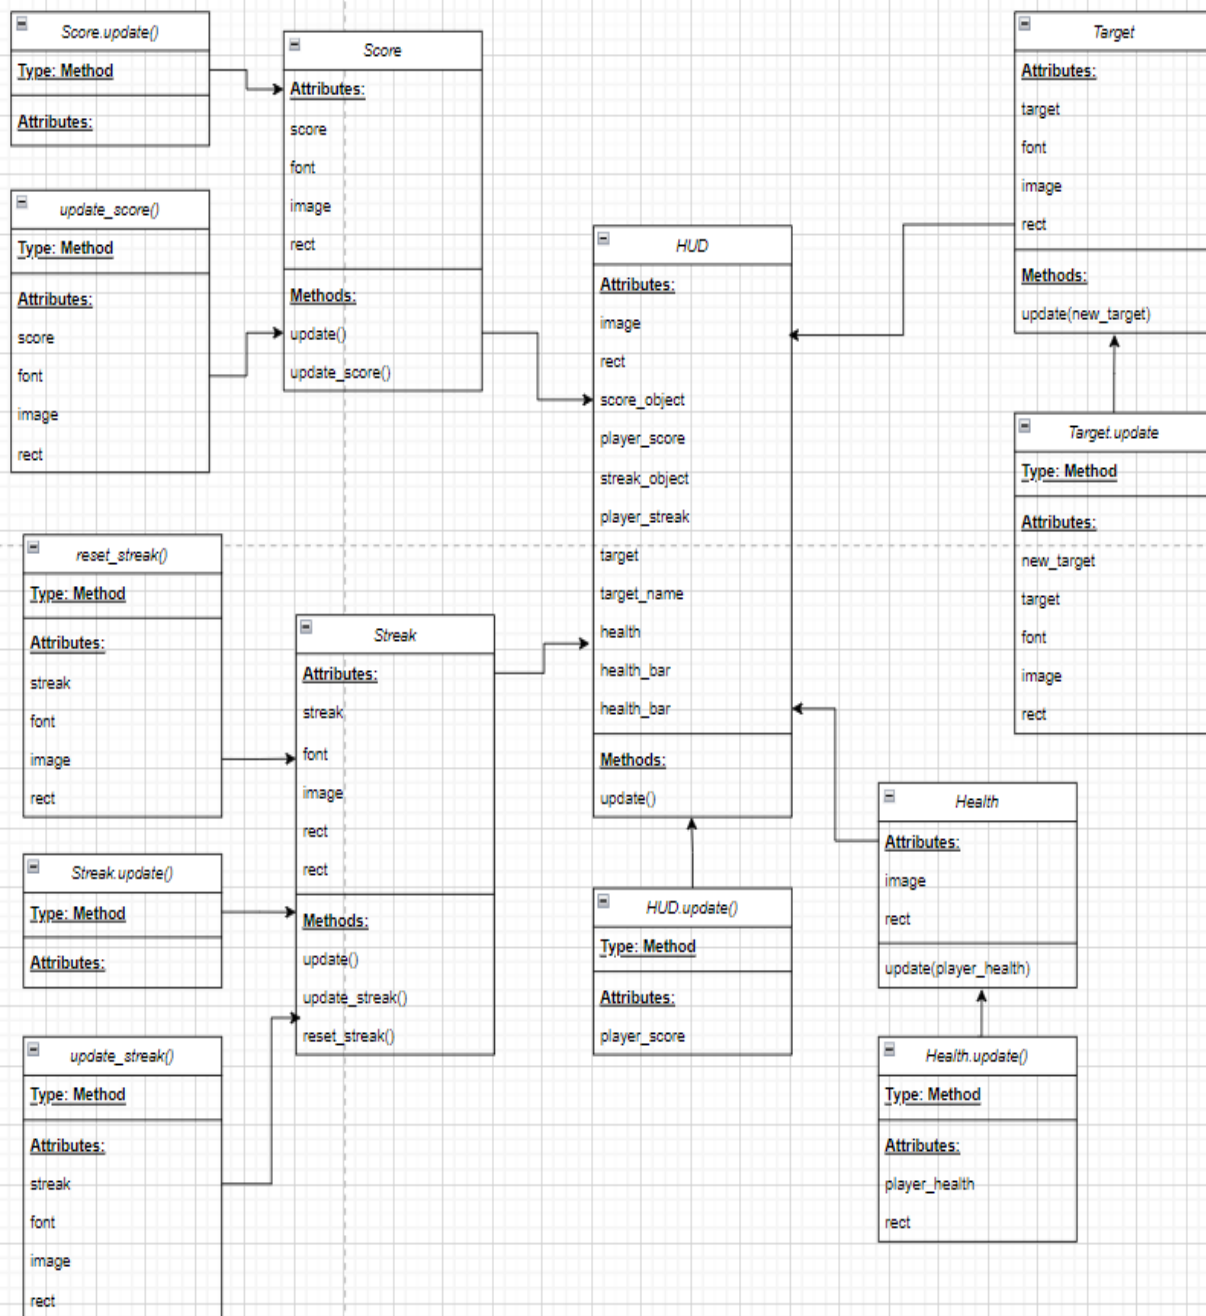 Score.update()
Type: Method
Attributes:
Score
Attributes:
score
font
image
rect
Methods:
update()
update_score()
Target
Attributes:
target
font
image
rect
Methods:
update(new_target)
update_score()
Type: Method
Attributes:
score
font
image
rect
HUD
Attributes:
image
rect
score_object
player_score
streak_object
player_streak
target
target_name
health
health_bar
health_bar
Methods:
update()
Target.update
Type: Method
Attributes:
new_target
target
font
image
rect
reset_streak()
Type: Method
Attributes:
streak
font
image
rect
Streak
Attributes:
streak
font
image
rect
rect
Methods:
update()
update_streak()
reset_streak()
Health
Attributes:
image
rect
update(player_health)
Streak.update()
Type: Method
Attributes:
HUD.update()
Type: Method
Attributes:
player_score
update_streak()
Type: Method
Attributes:
streak
font
image
rect
Health.update()
Type: Method
Attributes:
player_health
rect